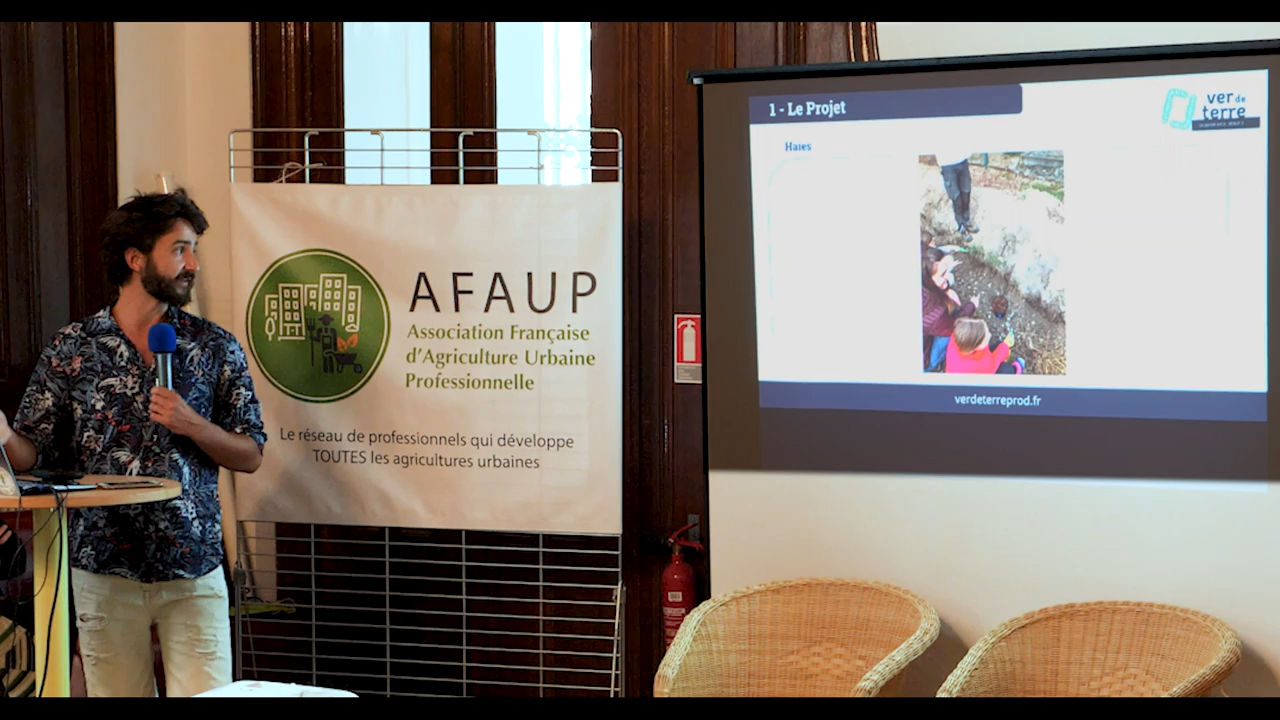 AFAUP
Association Française
d'Agriculture Urbaine
Professionnelle
Le réseau de professionnels qui développe
TOUTES les agricultures urbaines
1 - Le Projet
ver de
terre
Haies
verdeterreprod.fr